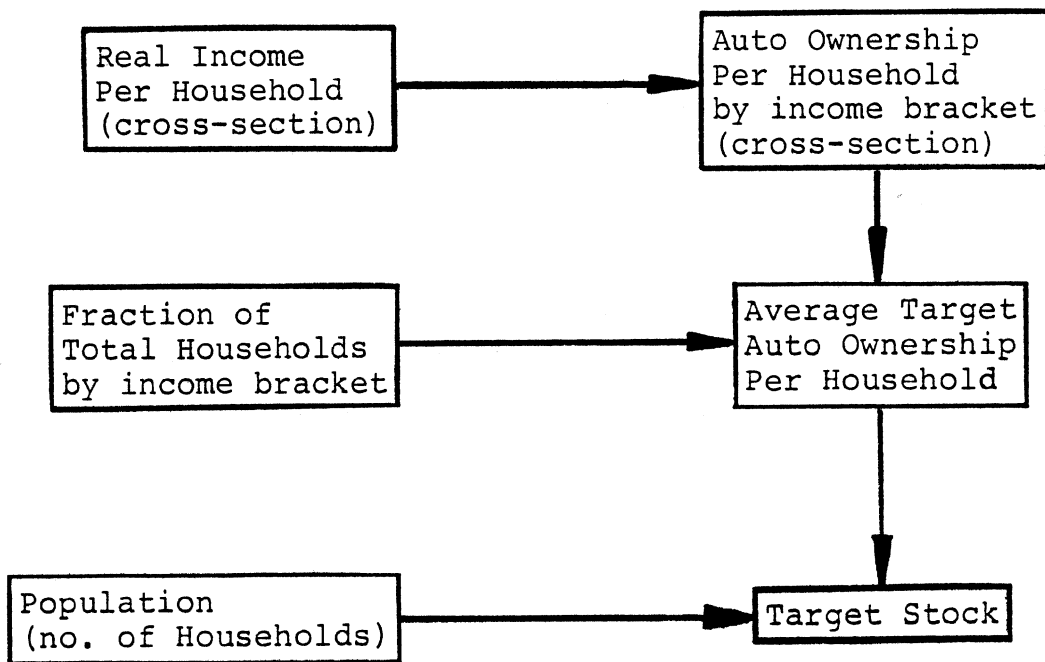 Real Income
Per Household
(cross-section)
Auto Ownership
Per Household
by income bracket
(cross-section)
Fraction of
Total Households
by income bracket
Average Target
Auto Ownership
Per Household
Population
(no. of Households)
Target Stock